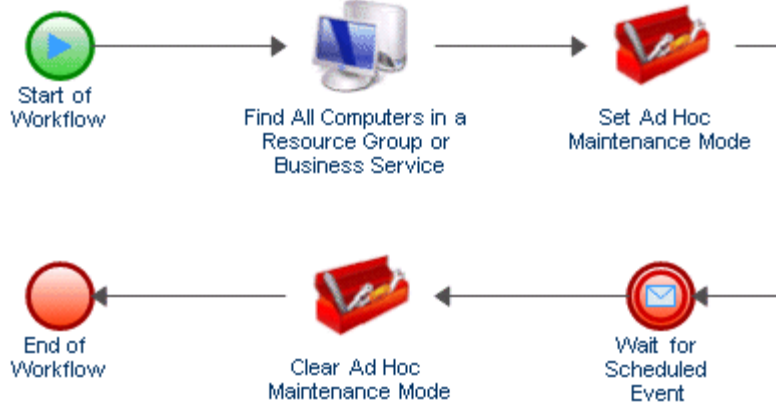 Start of
Workflow
Find All Computers in a
Resource Group or
Business Service
Set Ad Hoc
Maintenance Mode
End of
Workflow
Clear Ad Hoc
Maintenance Mode
Wait for
Scheduled
Event